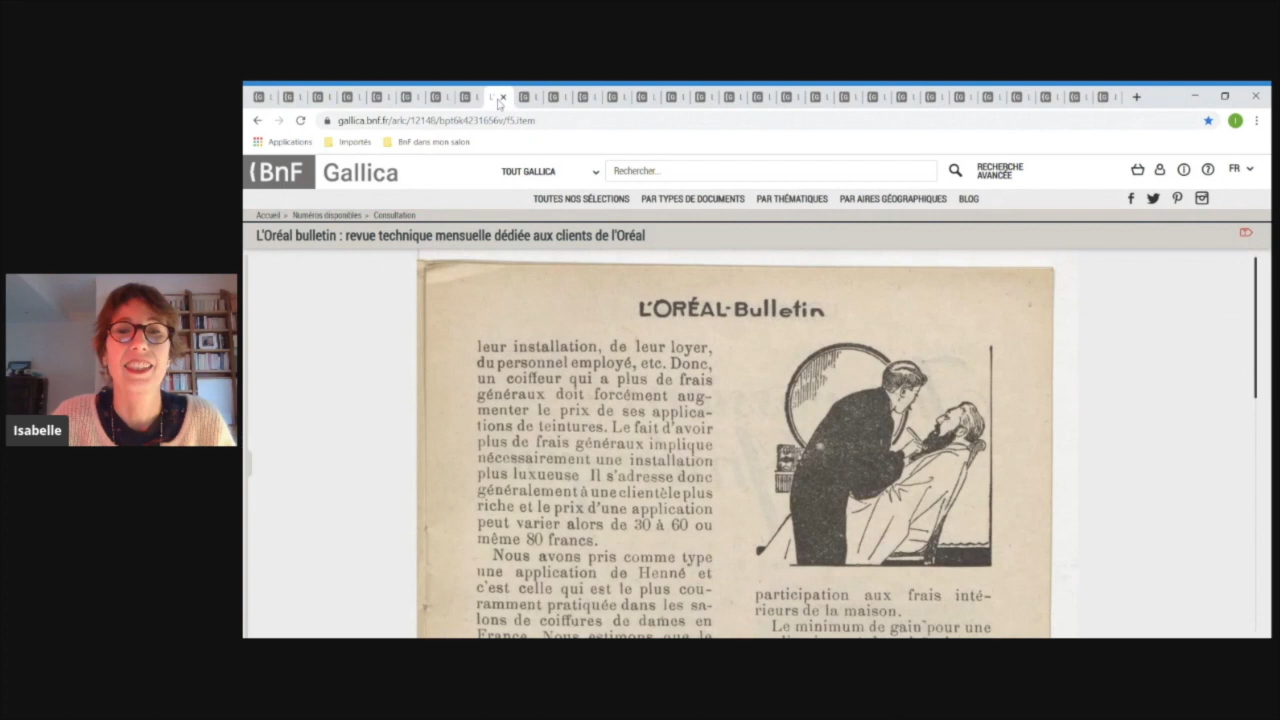 gallica.bnf.fr/ark:/12148/bpt6k4231656v/f5.item
Applications
Importés
BnF dans mon salon
(BnF Gallica
TOUT GALLICA
Rechercher...
RECHERCHE
AVANCÉE
FR
TOUTES NOS SÉLECTIONS PAR TYPES DE DOCUMENTS PAR THÉMATIQUES PAR AIRES GÉOGRAPHIQUES BLOG
Accueil > Numéros disponibles > Consultation
L'Oréal bulletin : revue technique mensuelle dédiée aux clients de l'Oréal
L'ORÉAL-Bulletin
leur installation, de leur loyer,
du personnel employé, etc. Donc,
un coiffeur qui a plus de frais
généraux doit forcément aug-
menter le prix de ses applica-
tions de teintures. Le fait d'avoir
plus de frais généraux implique
nécessairement une installation
plus luxueuse Il s'adresse donc
généralement à une clientèle plus
riche et le prix d'une application
peut varier alors de 30 à 60 ou
même 80 francs.
Nous avons pris comme type
une application de Henné et
c'est celle qui est le plus cou-
ramment pratiquée dans les sa-
lons de coiffures de dames en
France. Nous estimons que le
participation aux frais inté-
rieurs de la maison.
Le minimum de gain pour une
Isabelle